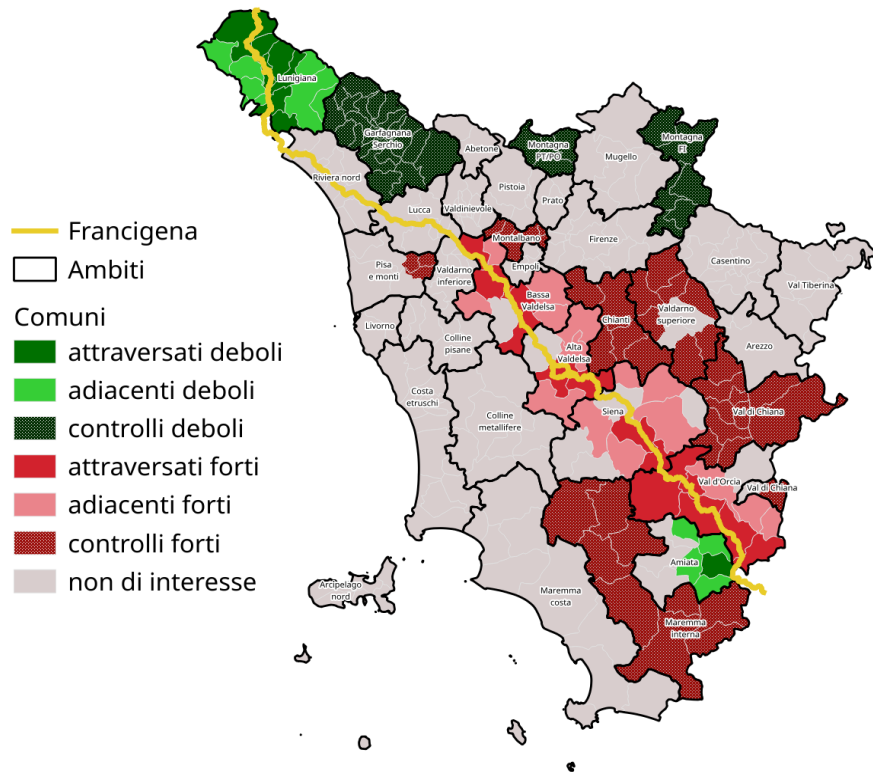 Lunigiana
Garfagnana
Serchio
Abetone
Montagna
PT/PO
Mugello
Montagna
FI
Riviera nord
Pistoia
Prato
Lucca
Valdinievole
Francigena
Ambiti
Montalbano
Firenze
Empoli
Pisa
e monti
Valdarno
inferiore
Casentino
Val Tiberina
Bassa
Valdelsa
Chianti
Valdarno
superiore
Livorno
Colline
pisane
Alta
Valdelsa
Arezzo
Comuni
attraversati deboli
adiacenti deboli
controlli deboli
attraversati forti
adiacenti forti
controlli forti
non di interesse
Costa
etruschi
Colline
metallifere
Siena
Val di Chiana
Val d'Orcia
Val di Chiana
Amiata
Arcipelago
nord
Maremma
costa
Maremma
interna